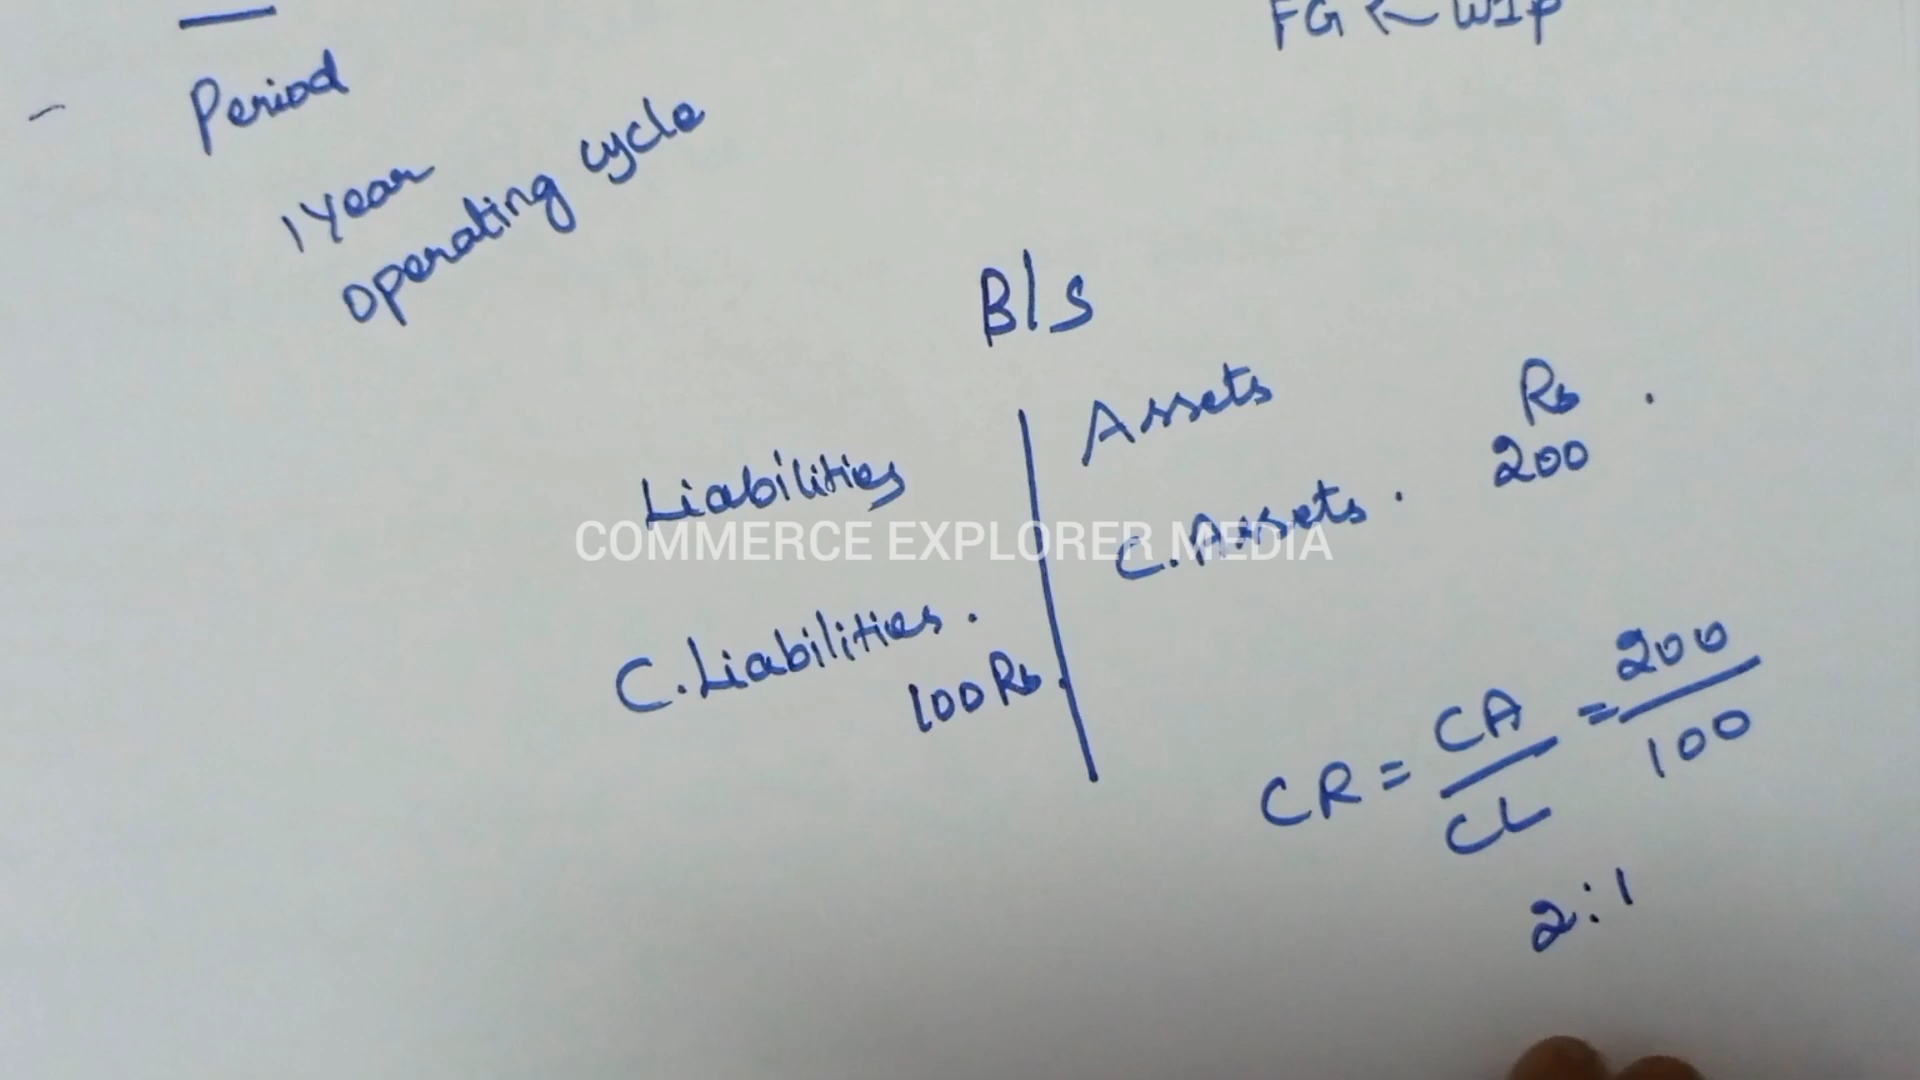 FG ← WIP
Period
1 Year
operating cycle
B/S
Liabilities
Assets Rs
C. Assets. 200
COMMERCE EXPLORER MEDIA
C. Liabilities.
100 Rs.
CR = CA/CL = 200/100
2:1